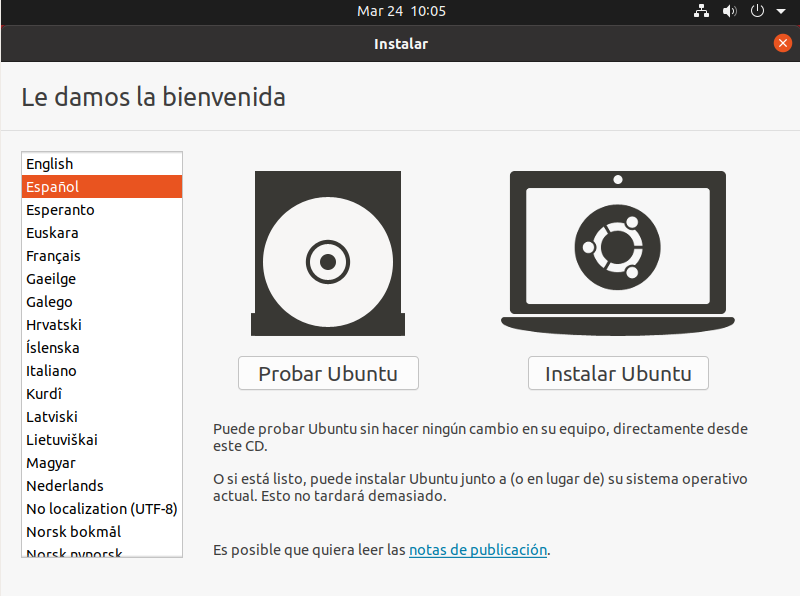 Mar 24 10:05
Instalar
Le damos la bienvenida
English
Español
Esperanto
Euskara
Français
Gaeilge
Galego
Hrvatski
Íslenska
Italiano
Kurdî
Latviski
Lietuviškai
Magyar
Nederlands
No localization (UTF-8)
Norsk bokmål
Norsk nynorsk
Probar Ubuntu
Instalar Ubuntu
Puede probar Ubuntu sin hacer ningún cambio en su equipo, directamente desde
este CD.
O si está listo, puede instalar Ubuntu junto a (o en lugar de) su sistema operativo
actual. Esto no tardará demasiado.
Es posible que quiera leer las notas de publicación.